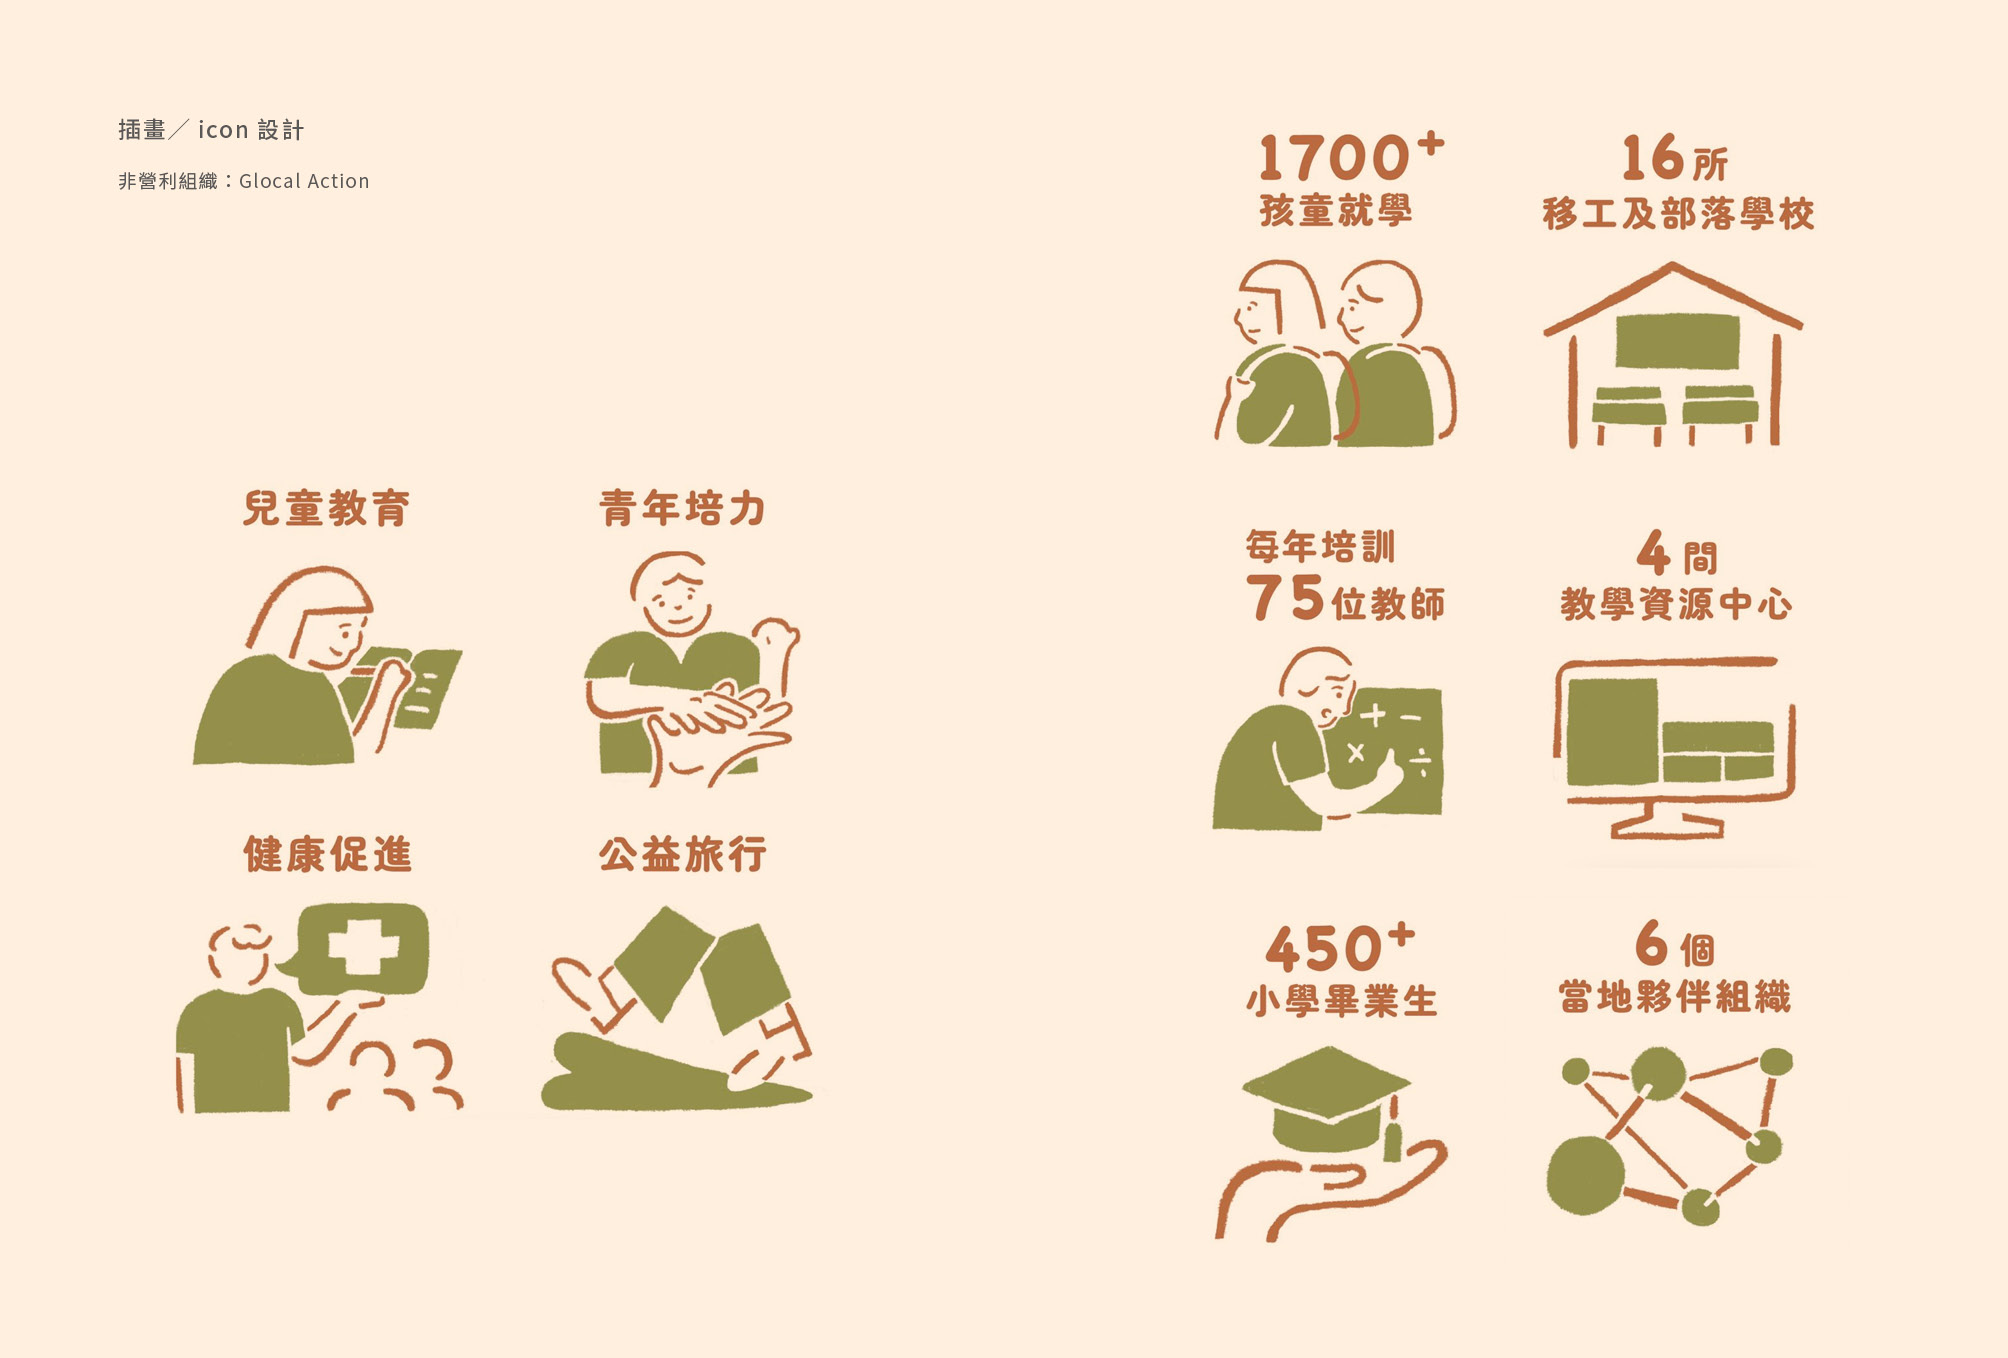 插畫／ icon 設計
非營利組織：Glocal Action
兒童教育
青年培力
健康促進
公益旅行
1700+
孩童就學
16所
移工及部落學校
每年培訓
75位教師
4間
教學資源中心
450+
小學畢業生
6個
當地夥伴組織
+ −
× ÷